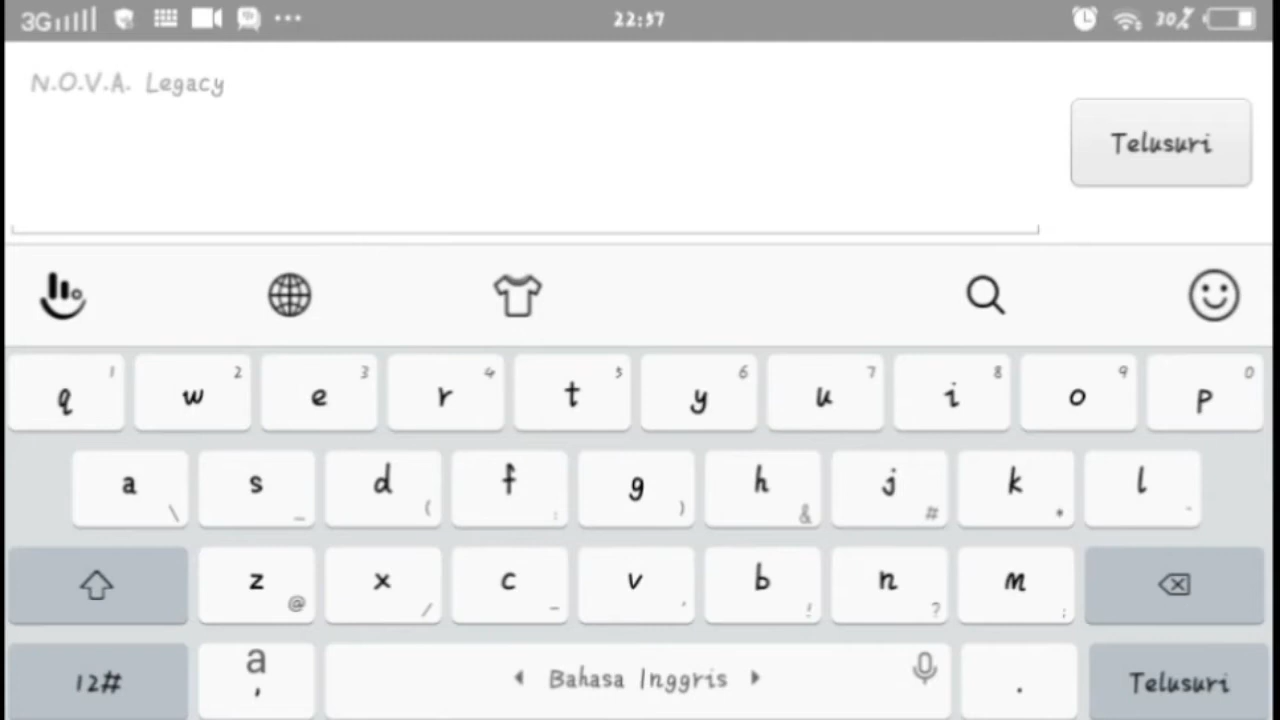 3G 22:37 30%
N.O.V.A. Legacy
Telusuri
q 1 w 2 e 3 r 4 t 5 y 6 u 7 i 8 o 9 p 0
a \ s _ d ( f : g ) h & j # k * l -
z @ x / c - v ' b ! n ? m ;
12# a , Bahasa Inggris . Telusuri